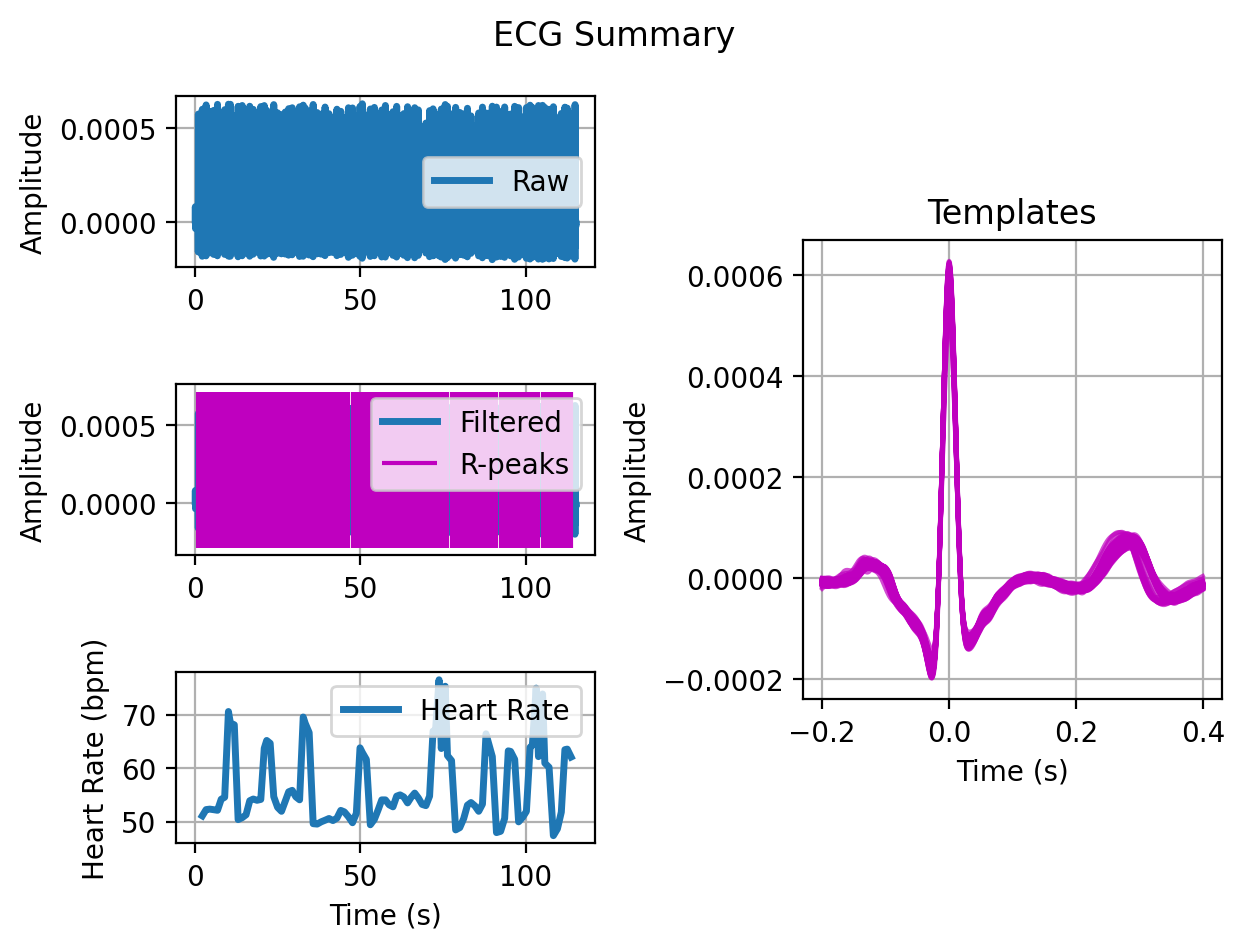 ECG Summary
Amplitude
0.0005
0.0000
Raw
0
50
100
Amplitude
0.0005
0.0000
Filtered
R-peaks
0
50
100
Heart Rate (bpm)
70
60
50
Heart Rate
0
50
100
Time (s)
Templates
Amplitude
0.0006
0.0004
0.0002
0.0000
−0.0002
−0.2
0.0
0.2
0.4
Time (s)